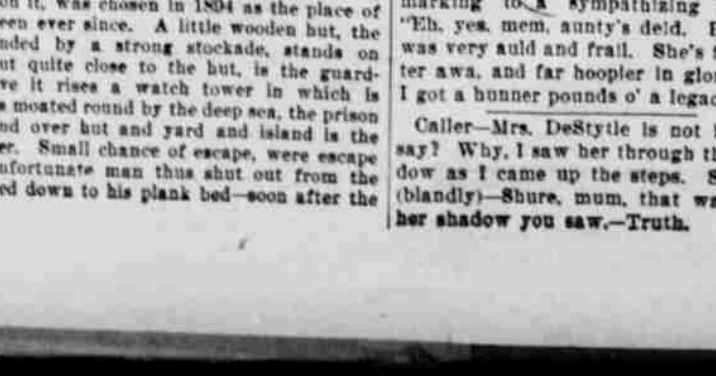 on it, was chosen in 1894 as the place of
een ever since. A little wooden hut, the
nded by a strong stockade, stands on
ut quite close to the hut, is the guard-
ve it rises a watch tower in which is
s moated round by the deep sea, the prison
nd over hut and yard and island is the
er. Small chance of escape, were escape
nfortunate man thus shut out from the
ed down to his plank bed—soon after the
marking to a sympathizing
"Eh, yes, mem, aunty's deid.
was very auld and frail. She's
ter awa, and far hoopler in glor
I got a hunner pounds o' a legac
Caller—Mrs. DeStyle is not
say? Why, I saw her through th
dow as I came up the steps. S
(blandly)—Shure, mum, that wa
her shadow you saw.—Truth.